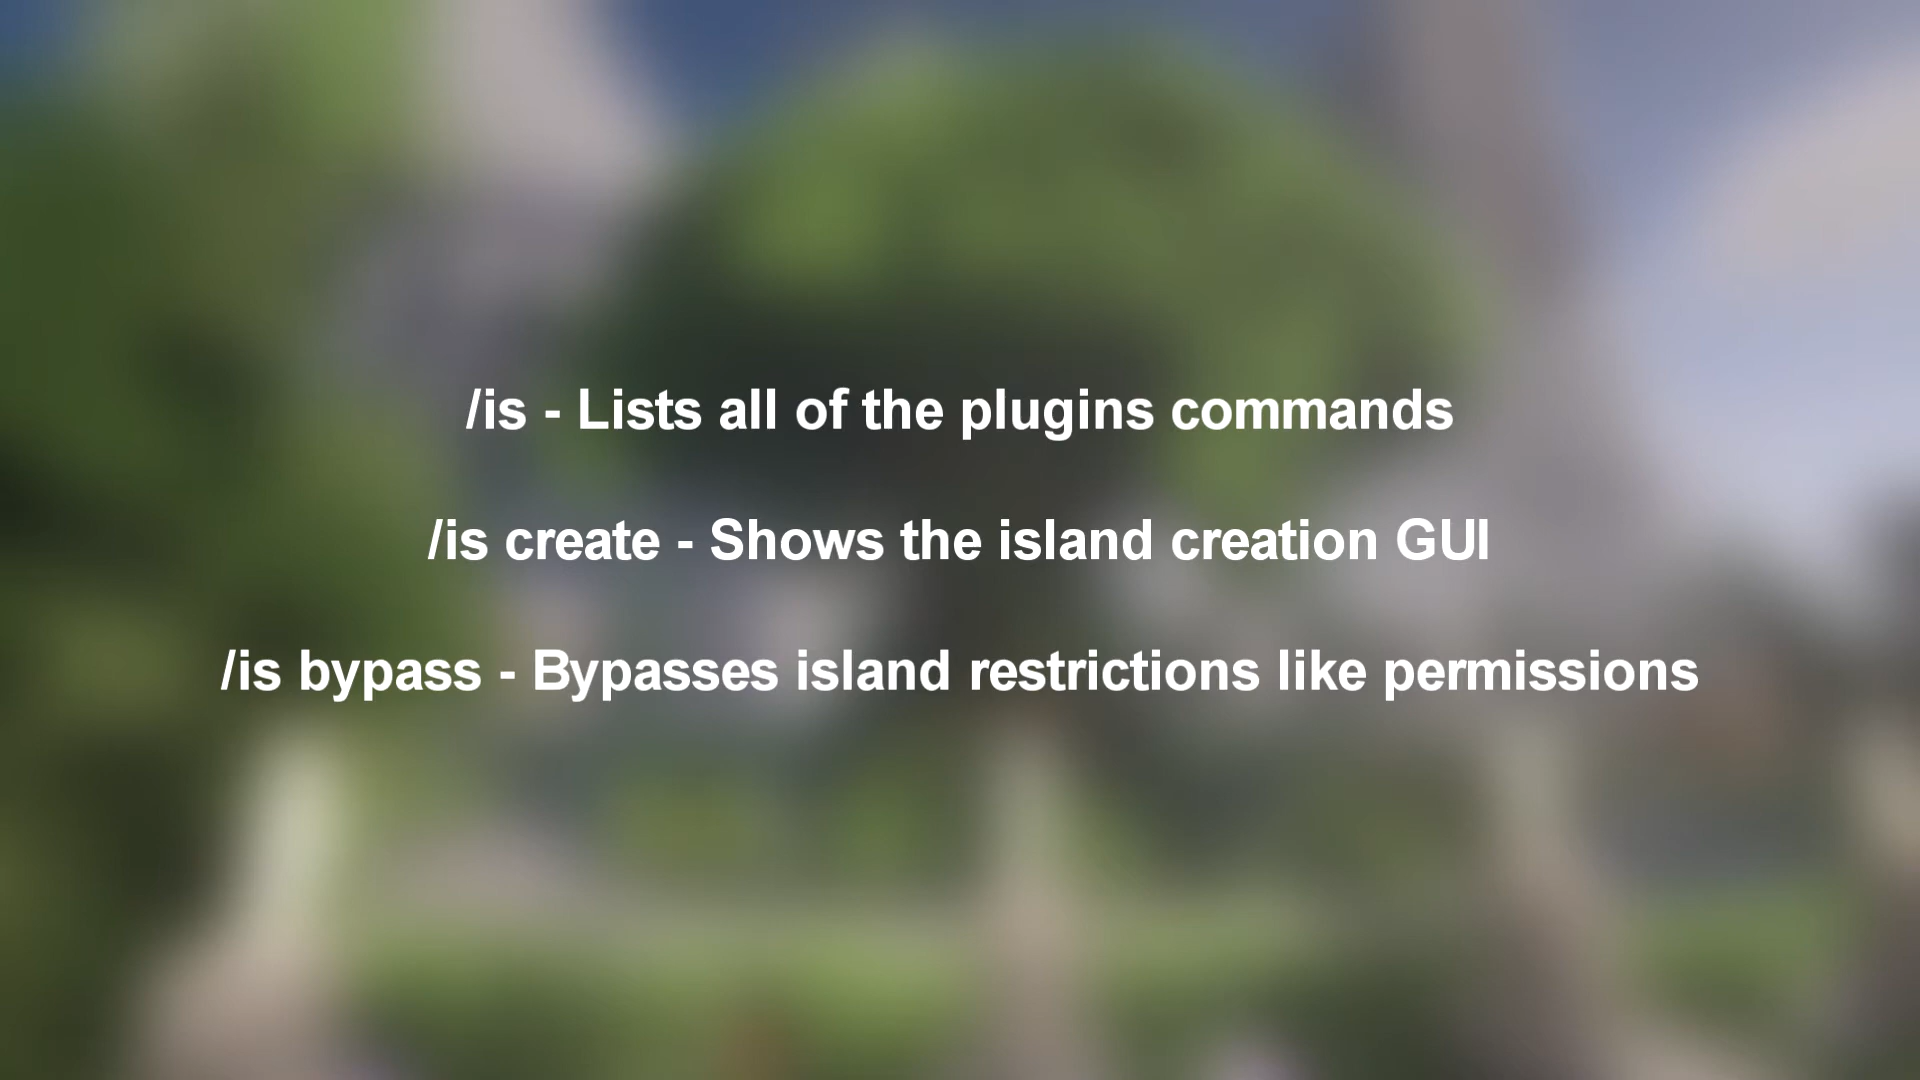 /is - Lists all of the plugins commands
/is create - Shows the island creation GUI
/is bypass - Bypasses island restrictions like permissions